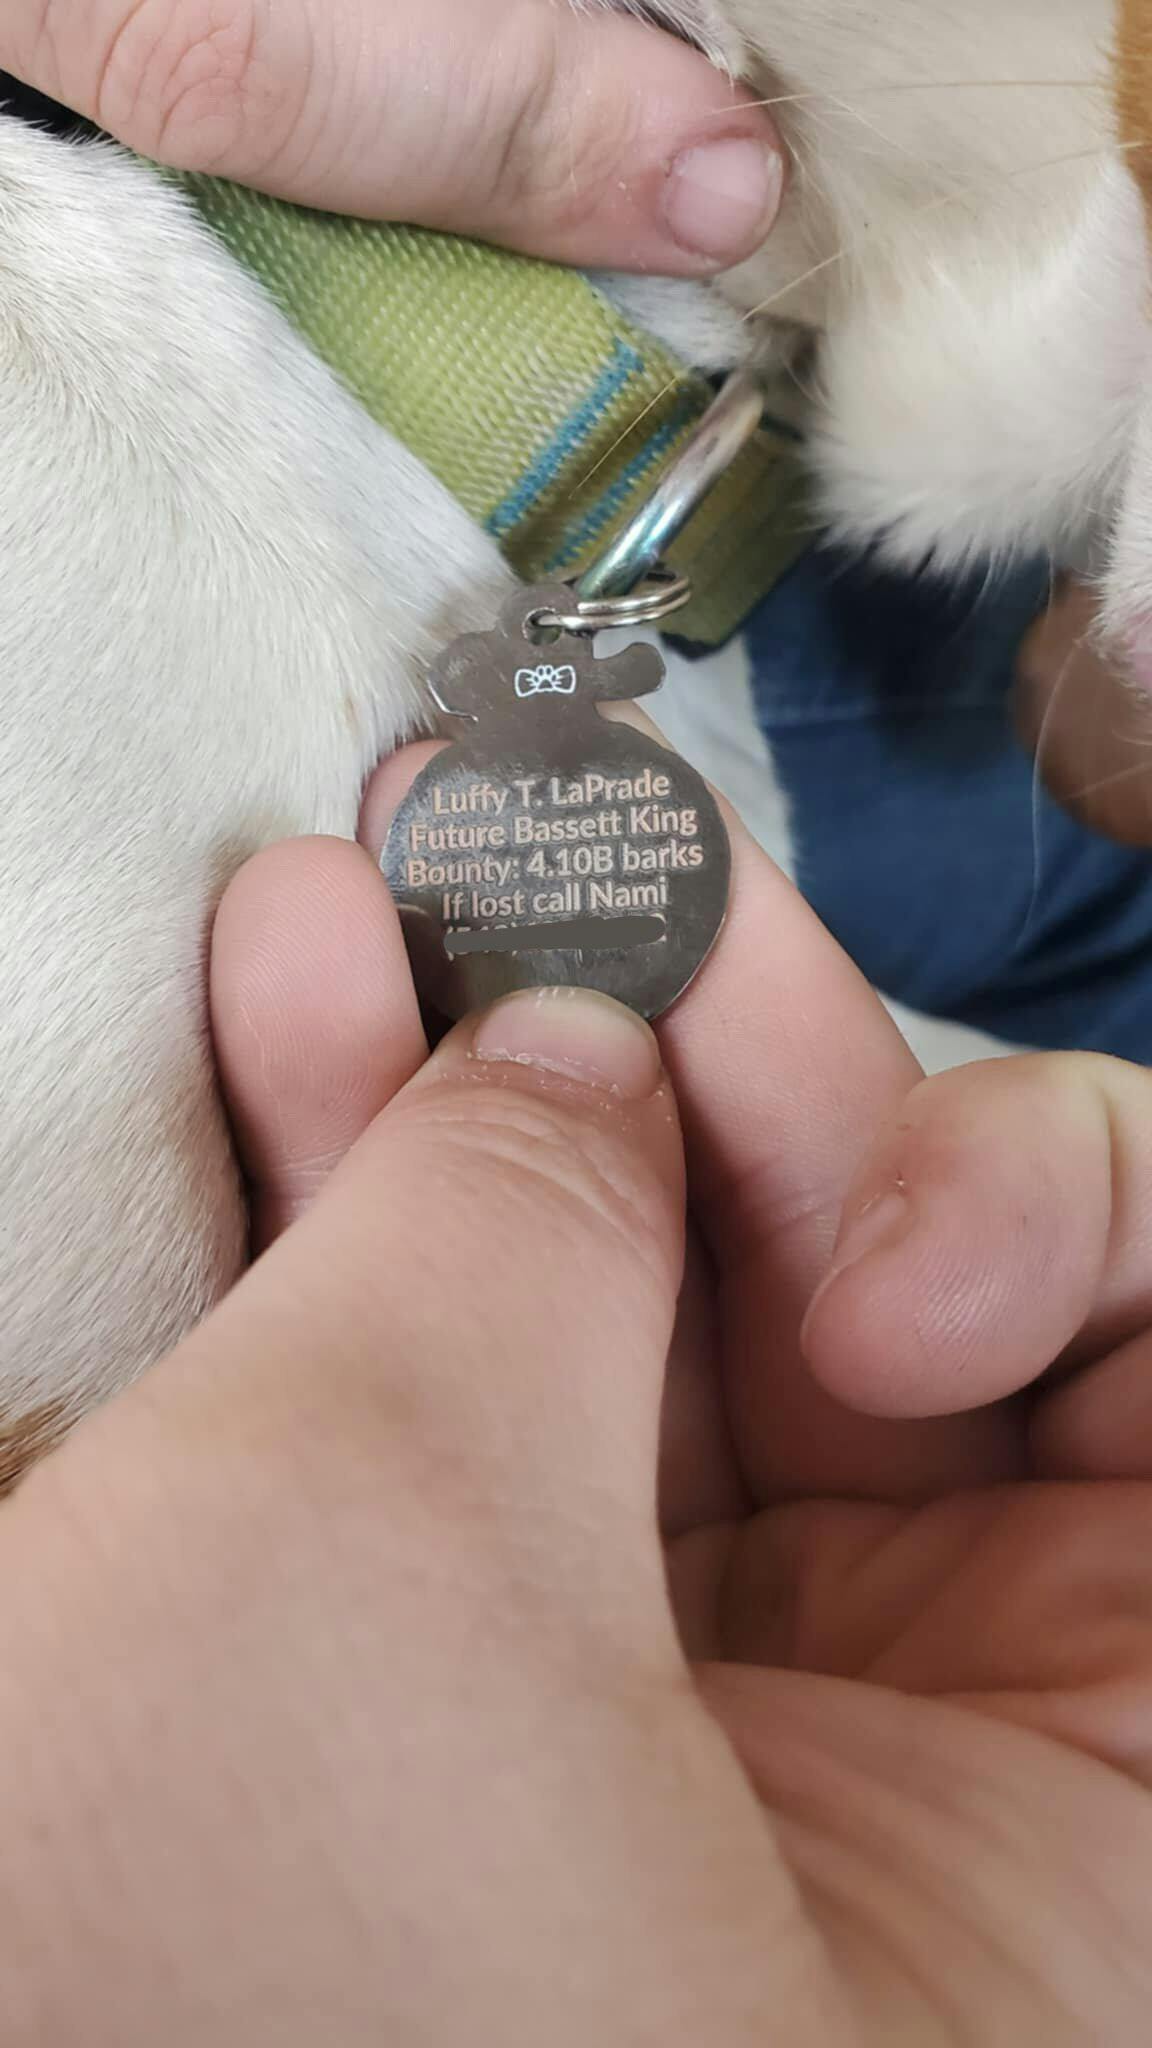 Luffy T. LaPrade
Future Bassett King
Bounty: 4.10B barks
If lost call Nami